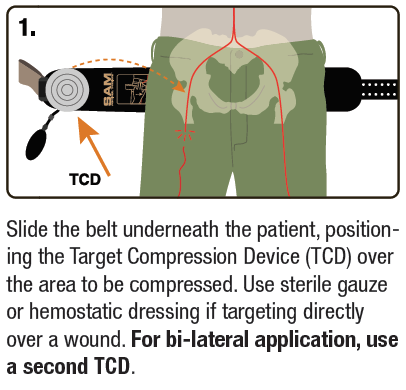 1.
SAM
TCD
Slide the belt underneath the patient, position-
ing the Target Compression Device (TCD) over
the area to be compressed. Use sterile gauze
or hemostatic dressing if targeting directly
over a wound. For bi-lateral application, use
a second TCD.